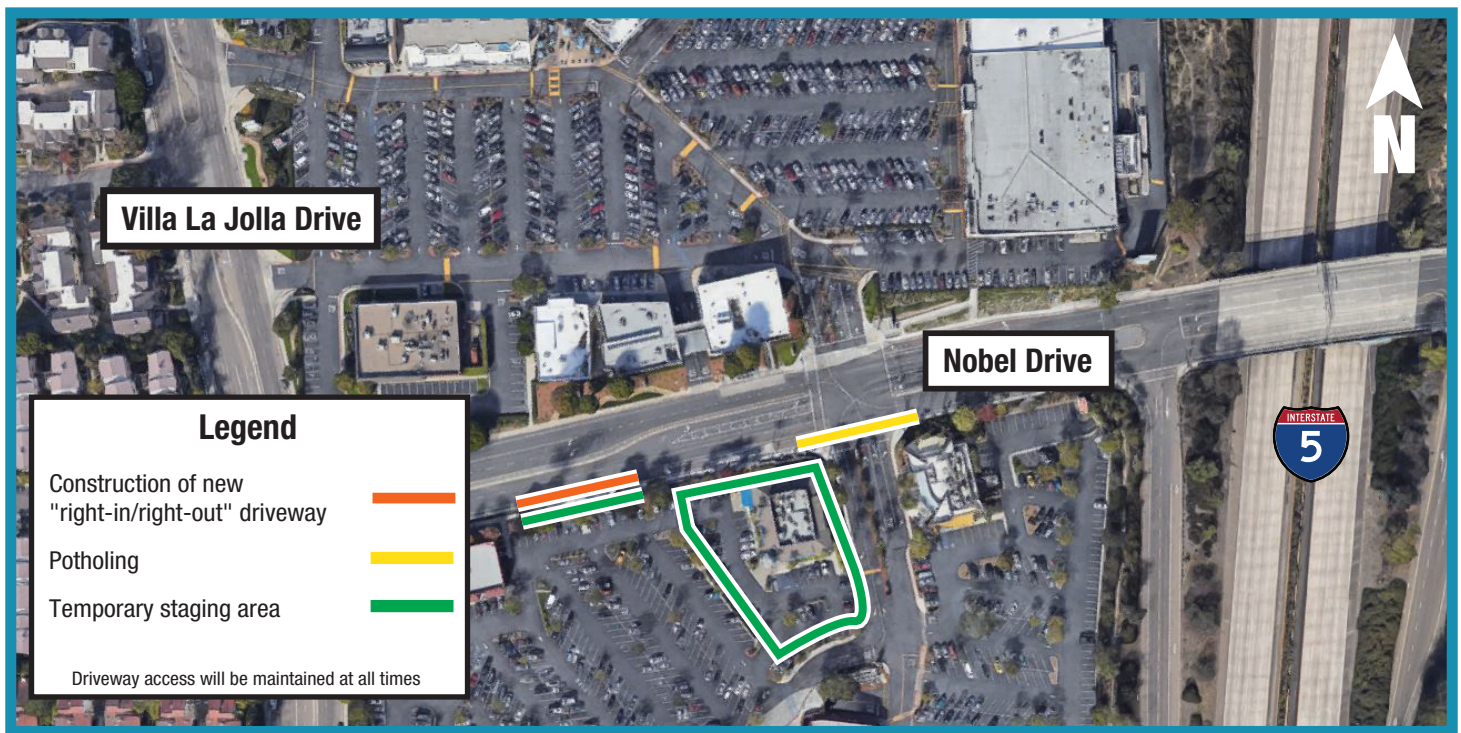 N
Villa La Jolla Drive
Nobel Drive
INTERSTATE
5
Legend
Construction of new
"right-in/right-out" driveway
Potholing
Temporary staging area
Driveway access will be maintained at all times